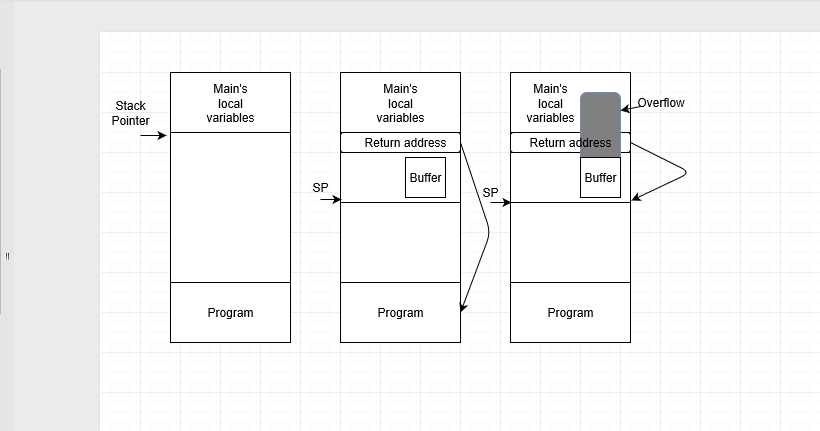 Main's
local
variables
Stack
Pointer
Program
Main's
local
variables
Return address
Buffer
SP
Program
Main's
local
variables
Overflow
Return address
Buffer
SP
Program